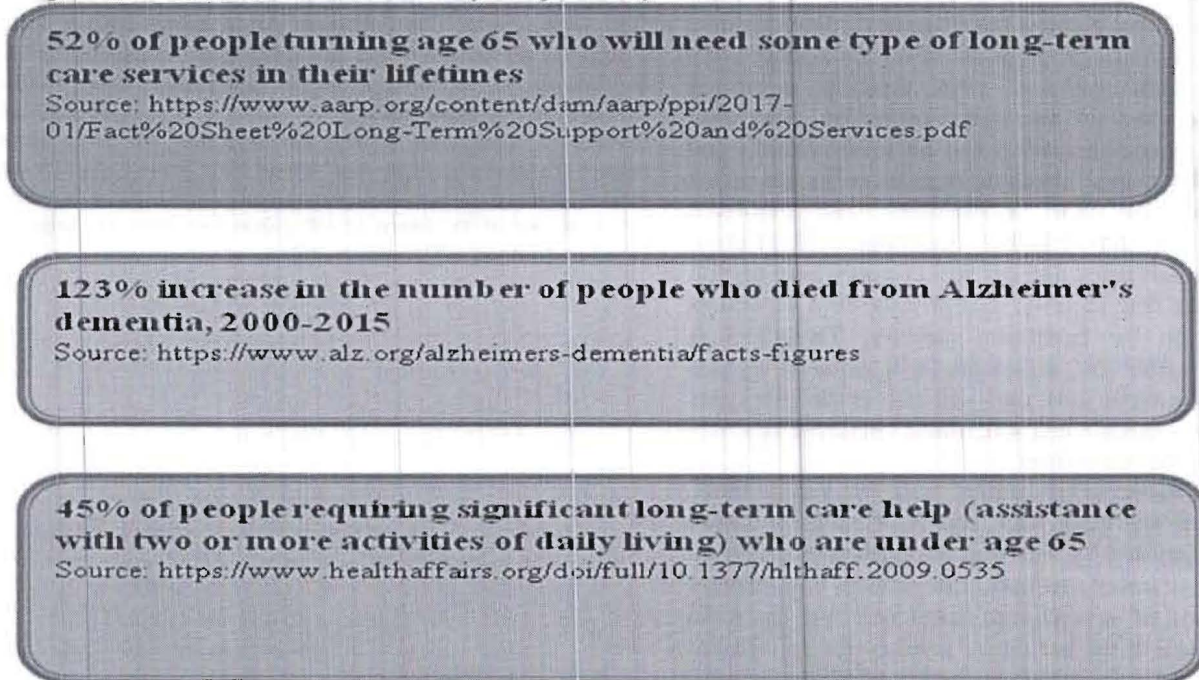 52% of people turning age 65 who will need some type of long-term
care services in their lifetimes
Source: https://www.aarp.org/content/dam/aarp/ppi/2017-
01/Fact%20Sheet%20Long-Term%20Support%20and%20Services.pdf
123% increase in the number of people who died from Alzheimer's
dementia, 2000-2015
Source: https://www.alz.org/alzheimers-dementia/facts-figures
45% of people requiring significant long-term care help (assistance
with two or more activities of daily living) who are under age 65
Source: https://www.healthaffairs.org/doi/full/10.1377/hlthaff.2009.0535